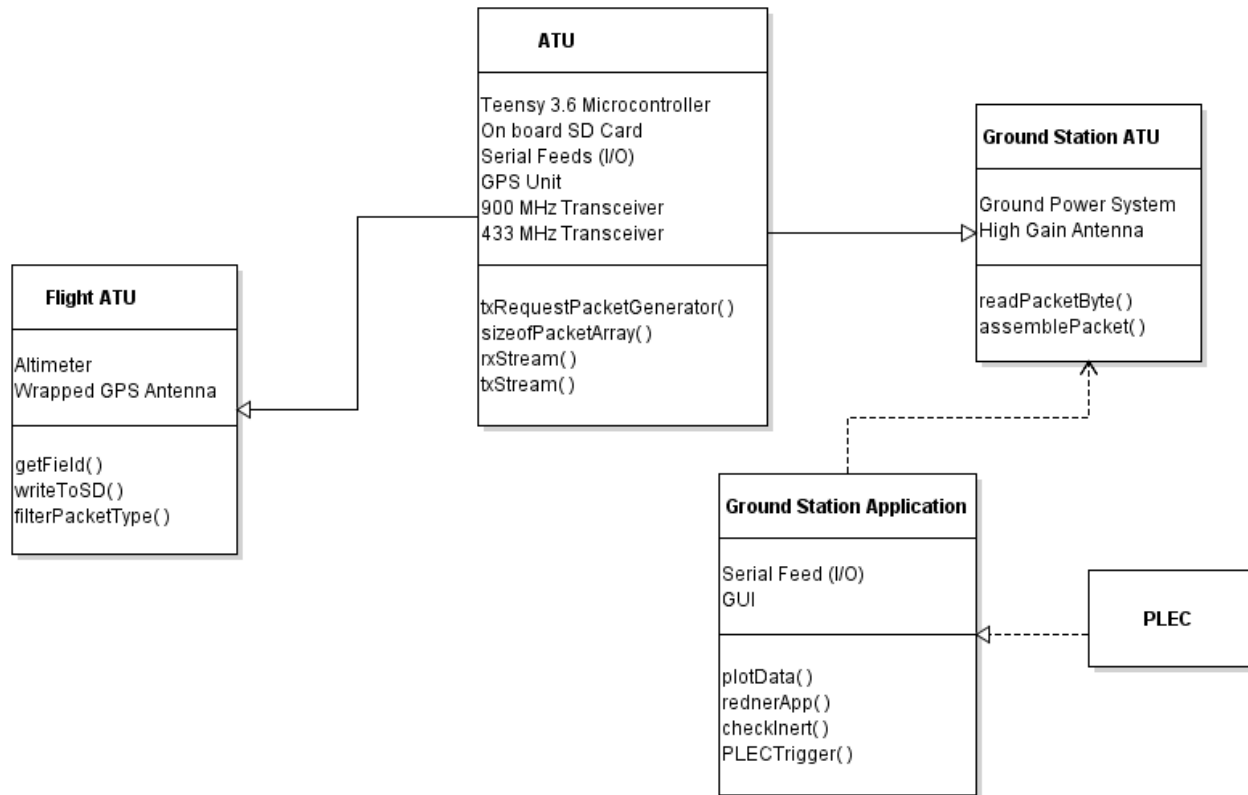 ATU
Teensy 3.6 Microcontroller
On board SD Card
Serial Feeds (I/O)
GPS Unit
900 MHz Transceiver
433 MHz Transceiver
txRequestPacketGenerator()
sizeofPacketArray()
rxStream()
txStream()
Ground Station ATU
Ground Power System
High Gain Antenna
readPacketByte()
assemblePacket()
Flight ATU
Altimeter
Wrapped GPS Antenna
getField()
writeToSD()
filterPacketType()
Ground Station Application
Serial Feed (I/O)
GUI
plotData()
rednerApp()
checkInert()
PLECTrigger()
PLEC